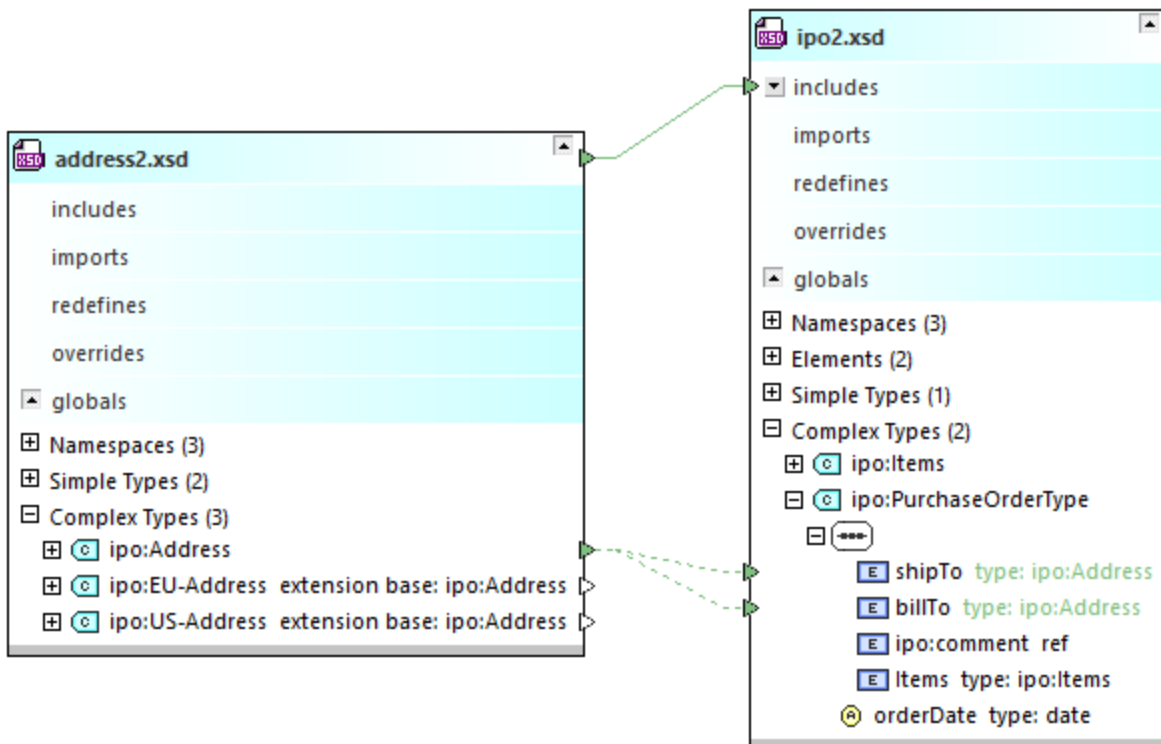 XSD address2.xsd
includes
imports
redefines
overrides
globals
Namespaces (3)
Simple Types (2)
Complex Types (3)
C ipo:Address
C ipo:EU-Address extension base: ipo:Address
C ipo:US-Address extension base: ipo:Address
XSD ipo2.xsd
includes
imports
redefines
overrides
globals
Namespaces (3)
Elements (2)
Simple Types (1)
Complex Types (2)
C ipo:Items
C ipo:PurchaseOrderType
E shipTo type: ipo:Address
E billTo type: ipo:Address
E ipo:comment ref
E Items type: ipo:Items
A orderDate type: date